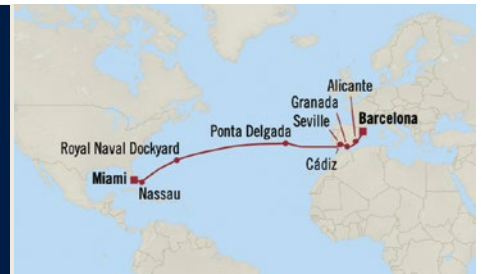 Alicante
Granada
Seville
Barcelona
Ponta Delgada
Cádiz
Royal Naval Dockyard
Miami
Nassau